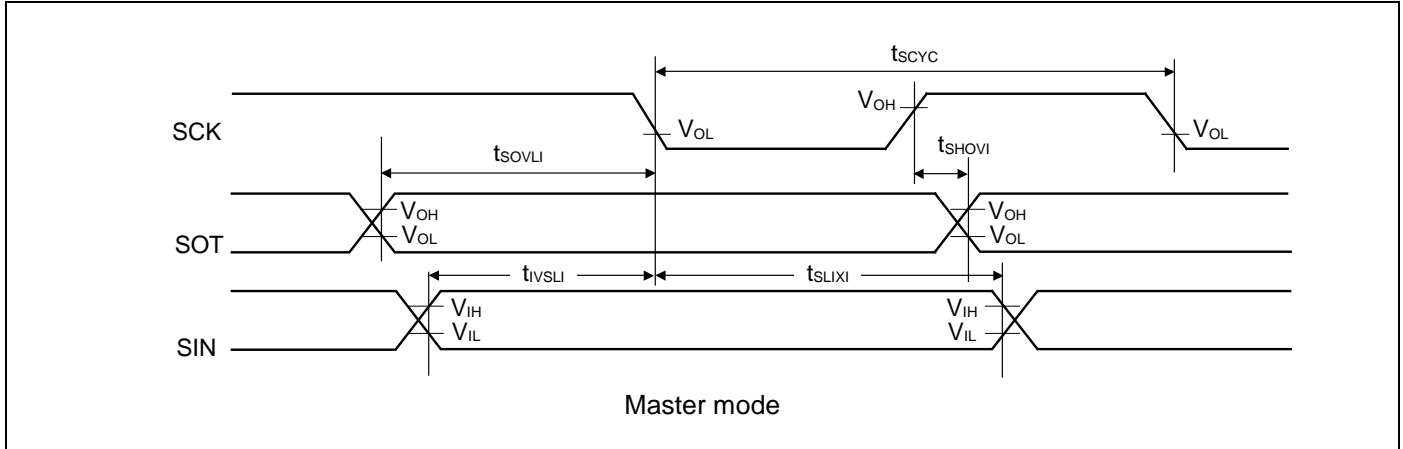 tSCYC
SCK
VOH
VOL
VOL
tSOVLI
tSHOVI
SOT
VOH
VOL
VOH
VOL
tIVSLI
tSLIXI
SIN
VIH
VIL
VIH
VIL
Master mode